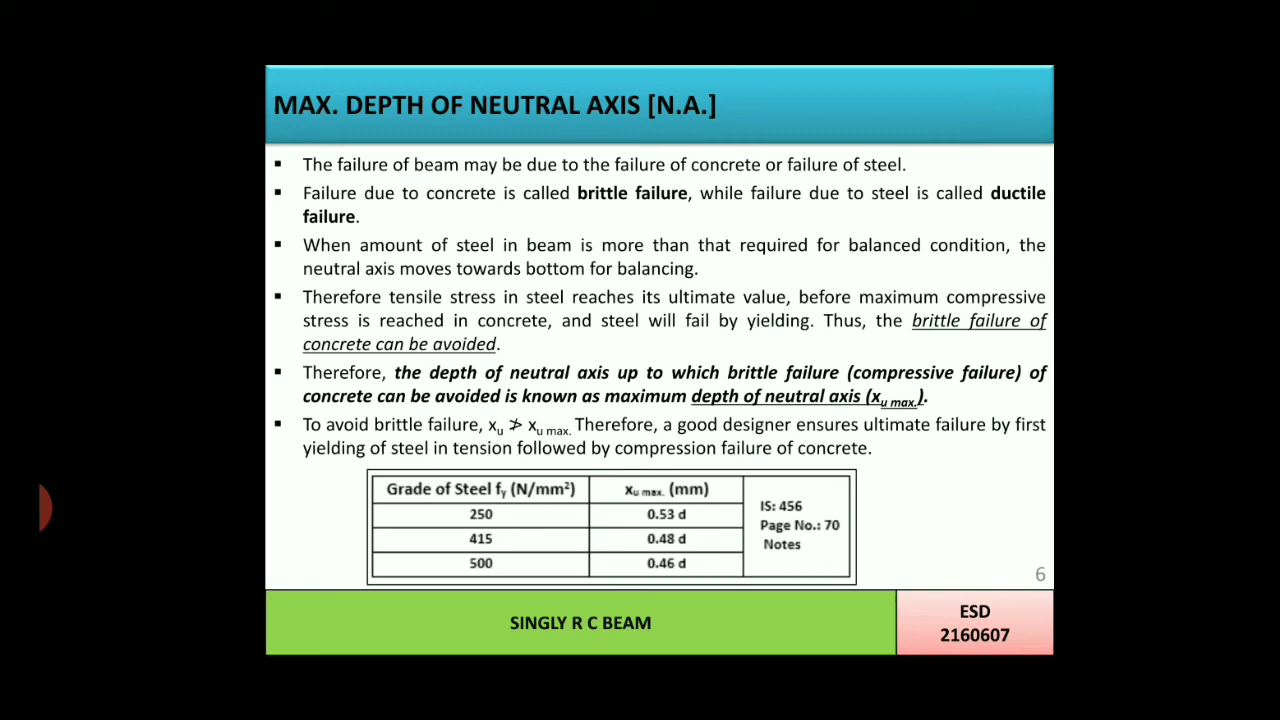 MAX. DEPTH OF NEUTRAL AXIS [N.A.]
▪ The failure of beam may be due to the failure of concrete or failure of steel.
▪ Failure due to concrete is called brittle failure, while failure due to steel is called ductile
failure.
▪ When amount of steel in beam is more than that required for balanced condition, the
neutral axis moves towards bottom for balancing.
▪ Therefore tensile stress in steel reaches its ultimate value, before maximum compressive
stress is reached in concrete, and steel will fail by yielding. Thus, the brittle failure of
concrete can be avoided.
▪ Therefore, the depth of neutral axis up to which brittle failure (compressive failure) of
concrete can be avoided is known as maximum depth of neutral axis (xu max.).
▪ To avoid brittle failure, xu ≯ xu max. Therefore, a good designer ensures ultimate failure by first
yielding of steel in tension followed by compression failure of concrete.
Grade of Steel fy (N/mm²) xu max. (mm)
250 0.53 d
415 0.48 d
500 0.46 d
IS: 456
Page No.: 70
Notes
6
SINGLY R C BEAM
ESD
2160607